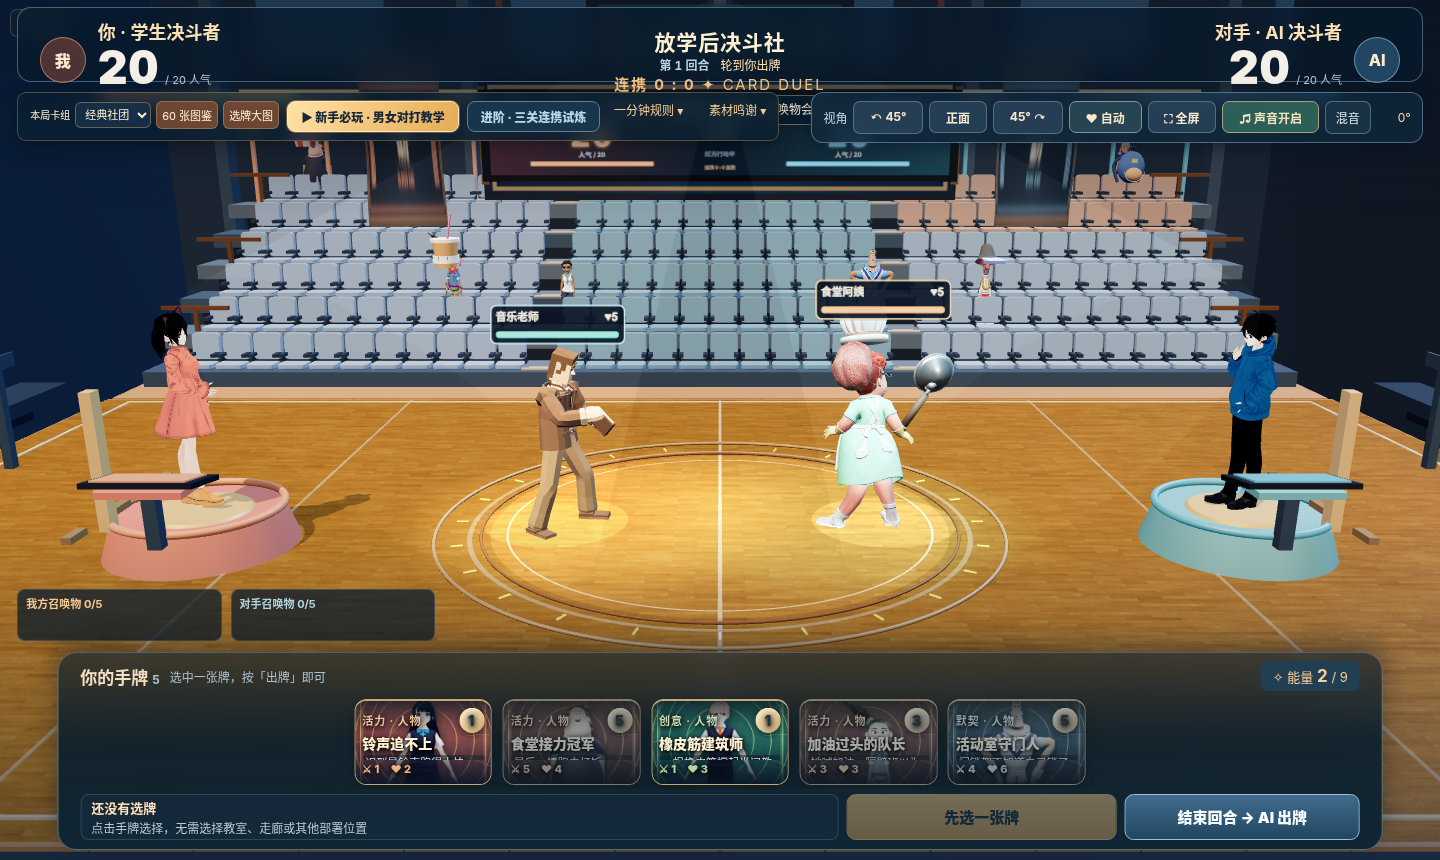 我
你 · 学生决斗者
20 / 20 人气
放学后决斗社
第 1 回合 轮到你出牌
连携 0 : 0 ✦ CARD DUEL
对手 · AI 决斗者
20 / 20 人气
AI
本局卡组 经典社团 60 张图鉴 选牌大图 ▶ 新手必玩 · 男女对打教学 进阶 · 三关连携试炼 一分钟规则 ▾ 素材鸣谢 ▾
唤物会
视角 ↶ 45° 正面 45° ↷ ♥ 自动 ⛶ 全屏 ♫ 声音开启 混音 0°
人气 / 20
人气 / 20
音乐老师 ♥5
食堂阿姨 ♥5
我方召唤物 0/5
对手召唤物 0/5
你的手牌 5 选中一张牌，按「出牌」即可
✧ 能量 2 / 9
活力 · 人物 1
铃声追不上
⚔ 1 ♥ 2
活力 · 人物 5
食堂接力冠军
⚔ 5 ♥ 4
创意 · 人物 1
橡皮筋建筑师
⚔ 1 ♥ 3
活力 · 人物 3
加油过头的队长
⚔ 3 ♥ 3
默契 · 人物 5
活动室守门人
⚔ 4 ♥ 6
还没有选牌
点击手牌选择，无需选择教室、走廊或其他部署位置
先选一张牌
结束回合 → AI 出牌